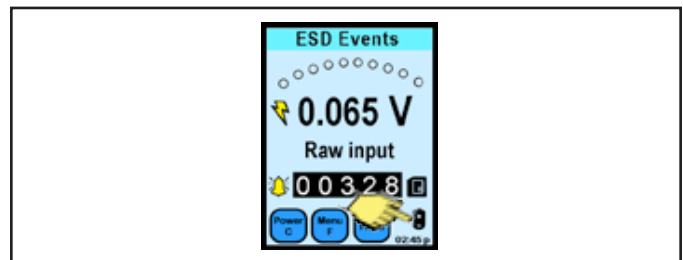 ESD Events
0.065 V
Raw input
00328
Power Menu
C F
02:45 p